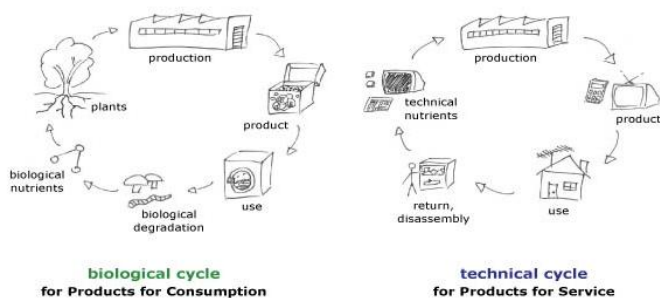 production
plants
product
biological
nutrients
biological
degradation
use
biological cycle
for Products for Consumption
production
technical
nutrients
product
return,
disassembly
use
technical cycle
for Products for Service